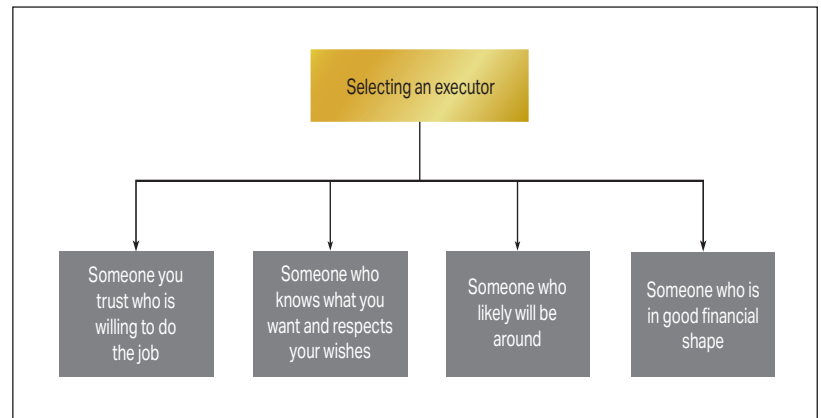 Selecting an executor
Someone you
trust who is
willing to do
the job
Someone who
knows what you
want and respects
your wishes
Someone who
likely will be
around
Someone who is
in good financial
shape